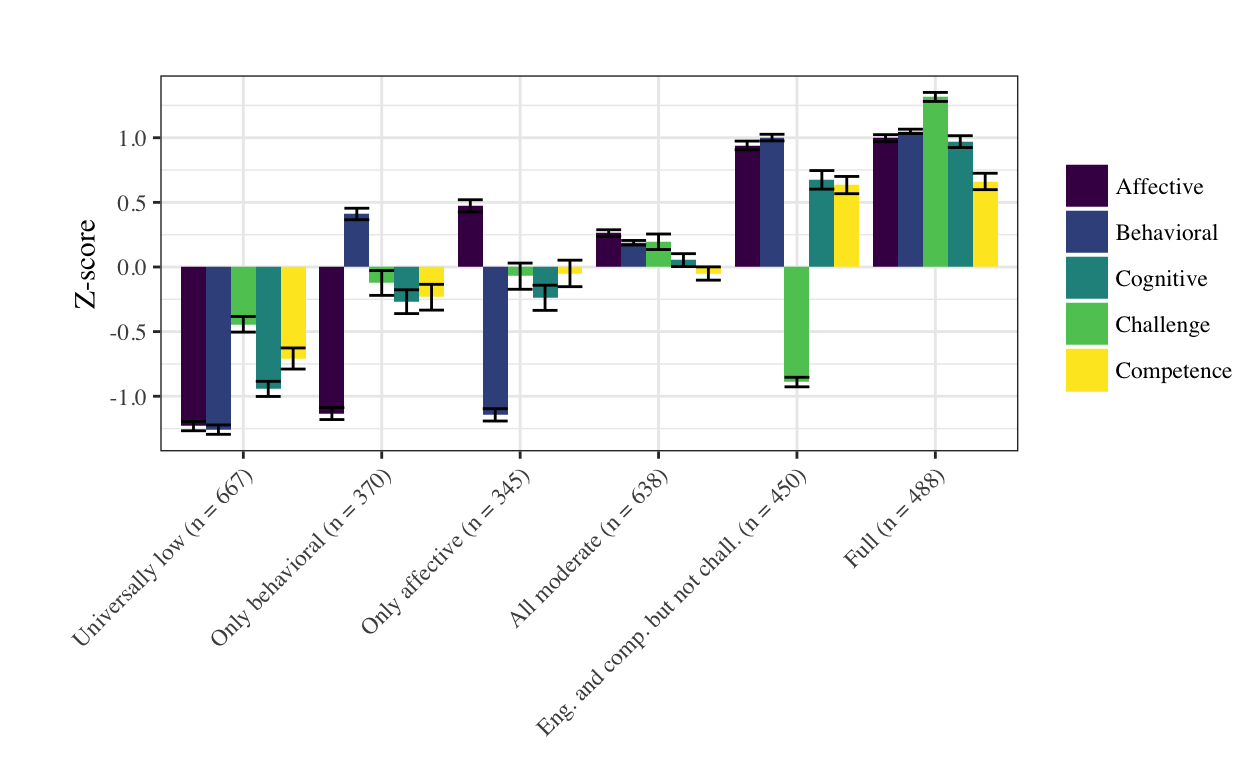 Z-score
1.0
0.5
0.0
-0.5
-1.0
Universally low (n = 667)
Only behavioral (n = 370)
Only affective (n = 345)
All moderate (n = 638)
Eng. and comp. but not chall. (n = 450)
Full (n = 488)
Affective
Behavioral
Cognitive
Challenge
Competence